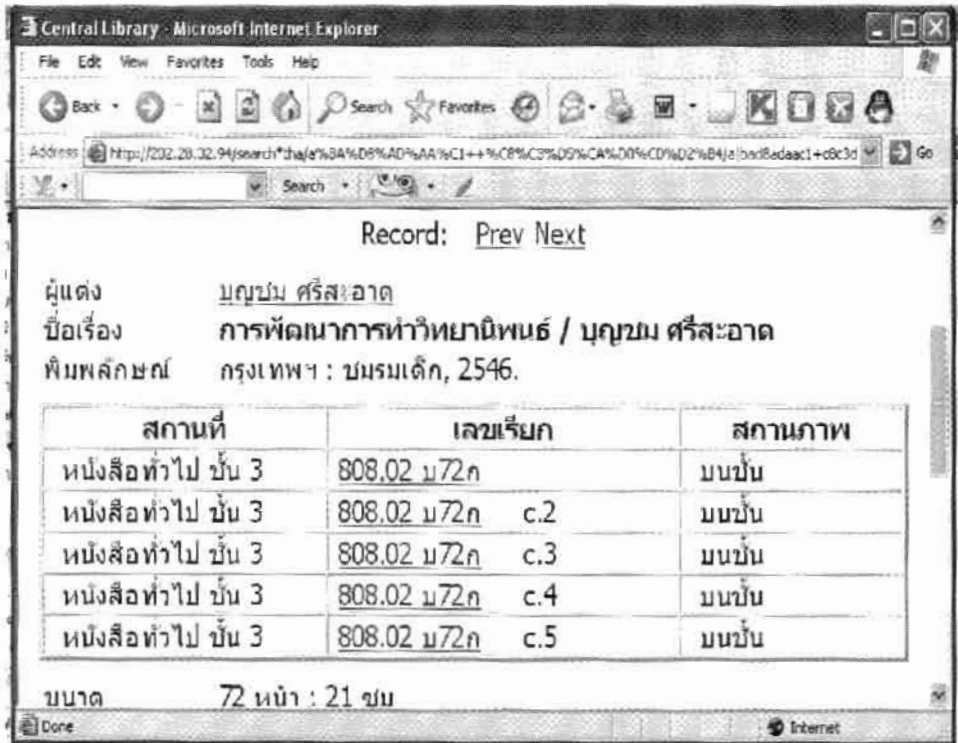 Central Library - Microsoft Internet Explorer
File Edit View Favorites Tools Help
Back Search Favorites
Address Go
Search
Record: Prev Next
ผู้แต่ง บุญชม ศรีสะอาด
ชื่อเรื่อง การพัฒนาการทำวิทยานิพนธ์ / บุญชม ศรีสะอาด
พิมพลักษณ์ กรุงเทพฯ : ชมรมเด็ก, 2546.
สถานที่ เลขเรียก สถานภาพ
หนังสือทั่วไป ชั้น 3 808.02 บ72ก บนชั้น
หนังสือทั่วไป ชั้น 3 808.02 บ72ก c.2 บนชั้น
หนังสือทั่วไป ชั้น 3 808.02 บ72ก c.3 บนชั้น
หนังสือทั่วไป ชั้น 3 808.02 บ72ก c.4 บนชั้น
หนังสือทั่วไป ชั้น 3 808.02 บ72ก c.5 บนชั้น
ขนาด 72 หน้า : 21 ซม
Done Internet